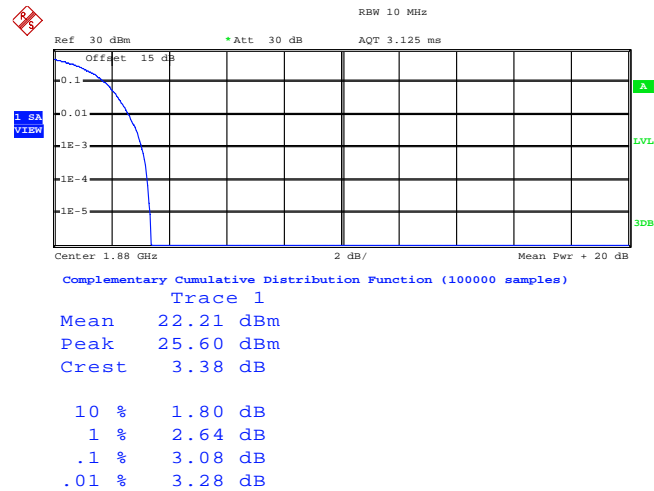 RBW 10 MHz
Ref 30 dBm *Att 30 dB AQT 3.125 ms
Offset 15 dB
0.1
A
0.01
1 SA
VIEW
1E-3
LVL
1E-4
1E-5
3DB
Center 1.88 GHz 2 dB/ Mean Pwr + 20 dB
Complementary Cumulative Distribution Function (100000 samples)
Trace 1
Mean 22.21 dBm
Peak 25.60 dBm
Crest 3.38 dB
10 % 1.80 dB
1 % 2.64 dB
.1 % 3.08 dB
.01 % 3.28 dB